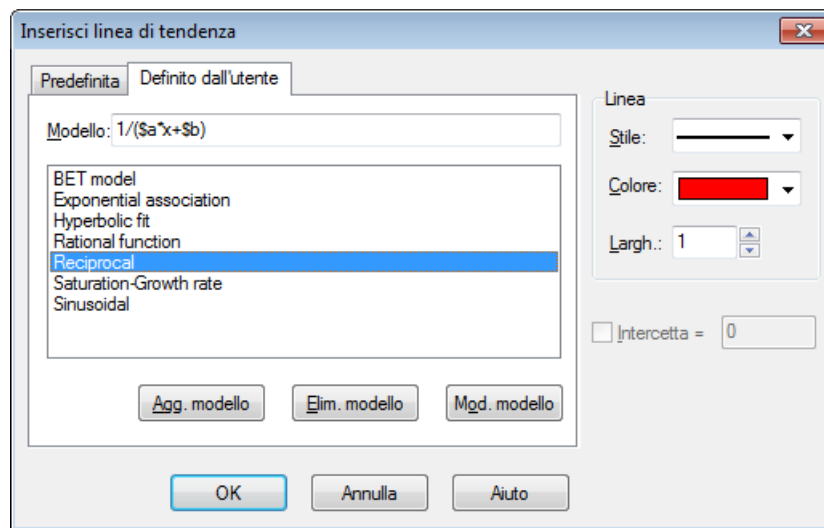 Inserisci linea di tendenza
Predefinita
Definito dall'utente
Modello: 1/($a*x+$b)
BET model
Exponential association
Hyperbolic fit
Rational function
Reciprocal
Saturation-Growth rate
Sinusoidal
Agg. modello
Elim. modello
Mod. modello
Linea
Stile:
Colore:
Largh.: 1
Intercetta = 0
OK
Annulla
Aiuto